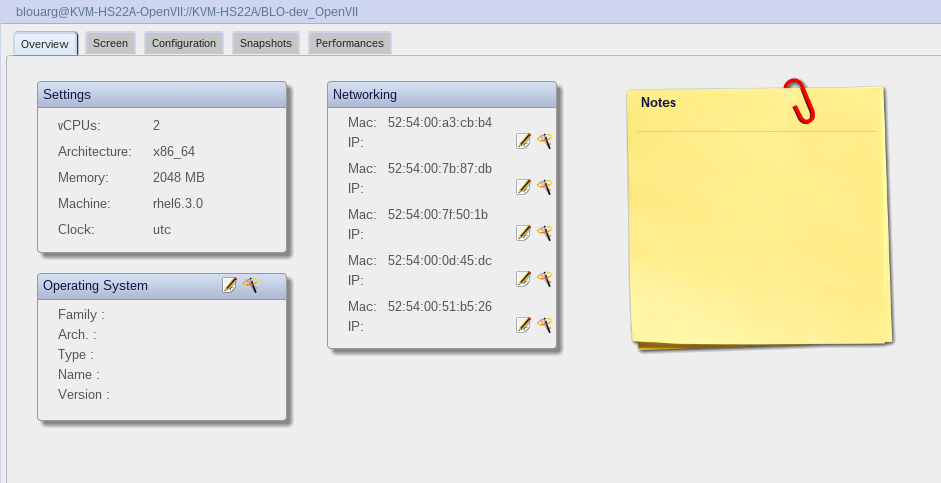 blouarg@KVM-HS22A-OpenVII://KVM-HS22A/BLO-dev_OpenVII
Overview Screen Configuration Snapshots Performances
Settings
vCPUs: 2
Architecture: x86_64
Memory: 2048 MB
Machine: rhel6.3.0
Clock: utc
Operating System
Family :
Arch. :
Type :
Name :
Version :
Networking
Mac: 52:54:00:a3:cb:b4
IP:
Mac: 52:54:00:7b:87:db
IP:
Mac: 52:54:00:7f:50:1b
IP:
Mac: 52:54:00:0d:45:dc
IP:
Mac: 52:54:00:51:b5:26
IP:
Notes